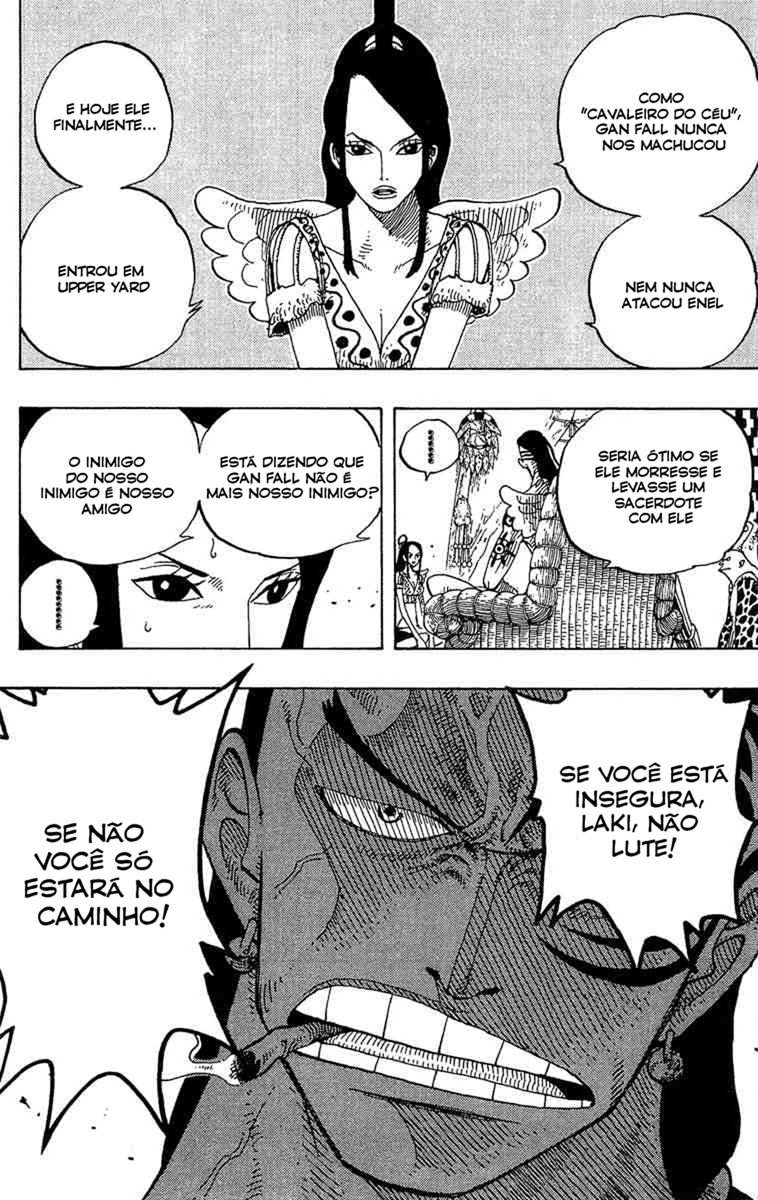 COMO
"CAVALEIRO DO CÉU",
GAN FALL NUNCA
NOS MACHUCOU
NEM NUNCA
ATACOU ENEL
E HOJE ELE
FINALMENTE...
ENTROU EM
UPPER YARD
SERIA ÓTIMO SE
ELE MORRESSE E
LEVASSE UM
SACERDOTE
COM ELE
ESTÁ DIZENDO QUE
GAN FALL NÃO É
MAIS NOSSO INIMIGO?
O INIMIGO
DO NOSSO
INIMIGO É NOSSO
AMIGO
SE VOCÊ ESTÁ
INSEGURA,
LAKI, NÃO
LUTE!
SE NÃO
VOCÊ SÓ
ESTARÁ NO
CAMINHO!